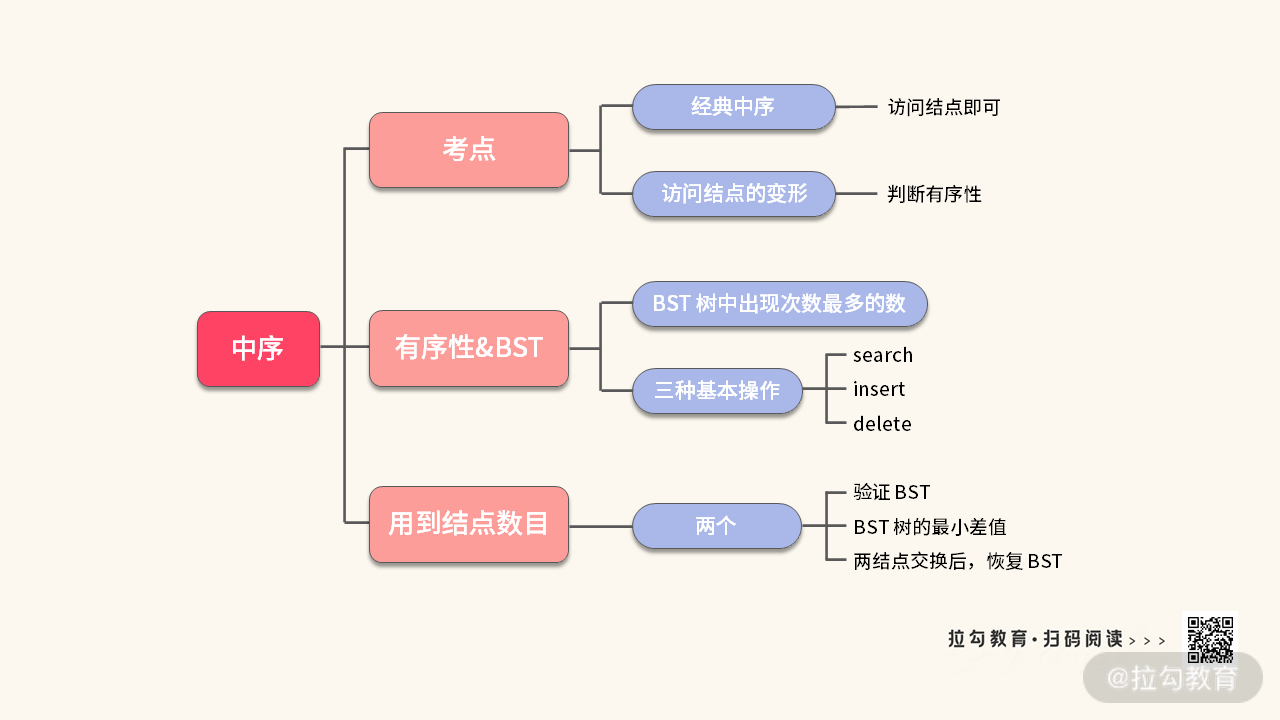 中序
考点
经典中序
访问结点即可
访问结点的变形
判断有序性
有序性&BST
BST 树中出现次数最多的数
三种基本操作
search
insert
delete
用到结点数目
两个
验证 BST
BST 树的最小差值
两结点交换后，恢复 BST
拉勾教育·扫码阅读>>>
@拉勾教育